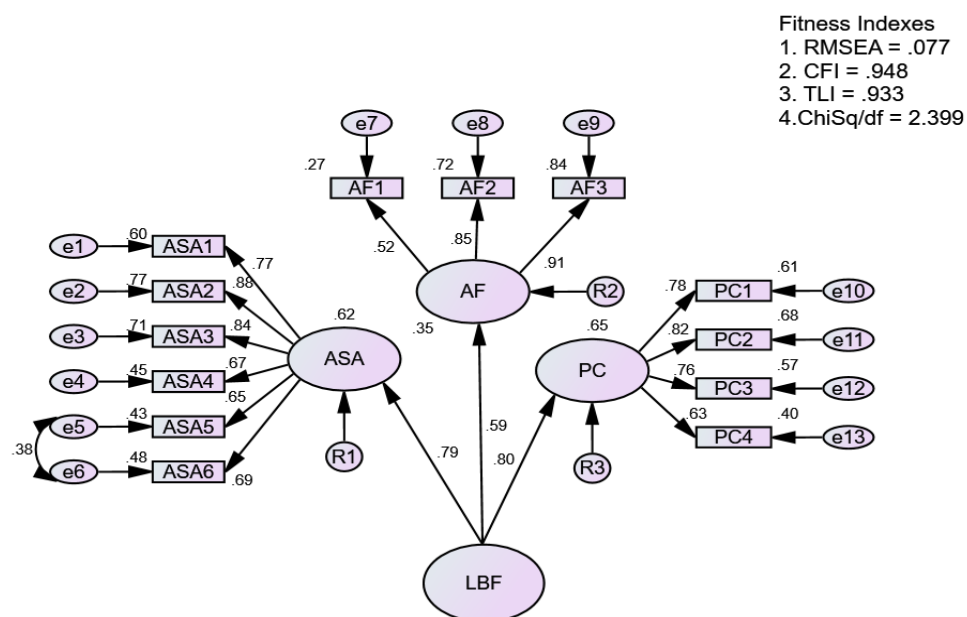 Fitness Indexes
1. RMSEA = .077
2. CFI = .948
3. TLI = .933
4.ChiSq/df = 2.399
e7 e8 e9
.27 .72 .84
AF1 AF2 AF3
.52 .85 .91
e1 .60 ASA1 .77
e2 .77 ASA2 .88
e3 .71 ASA3 .84
e4 .45 ASA4 .67
e5 .43 ASA5 .65
.38
e6 .48 ASA6 .69
AF R2
.35
.62
ASA
R1
.65
PC
R3
.78 PC1 .61 e10
.82 PC2 .68 e11
.76 PC3 .57 e12
.63 PC4 .40 e13
.79 .59 .80
LBF